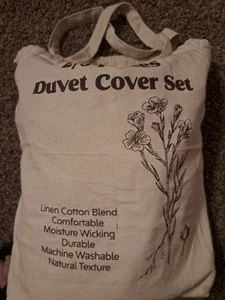 Duvet Cover Set
Linen Cotton Blend
Comfortable
Moisture Wicking
Durable
Machine Washable
Natural Texture